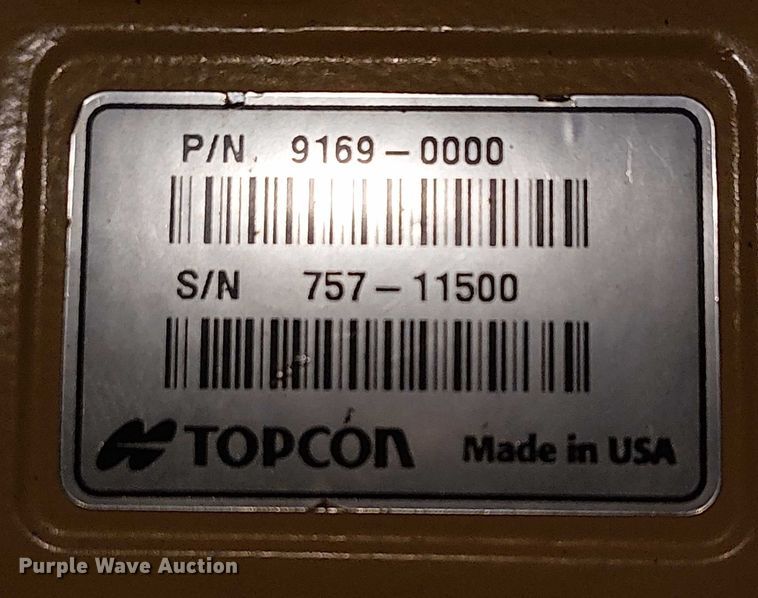 P/N. 9169-0000
S/N 757-11500
TOPCON Made in USA
Purple Wave Auction